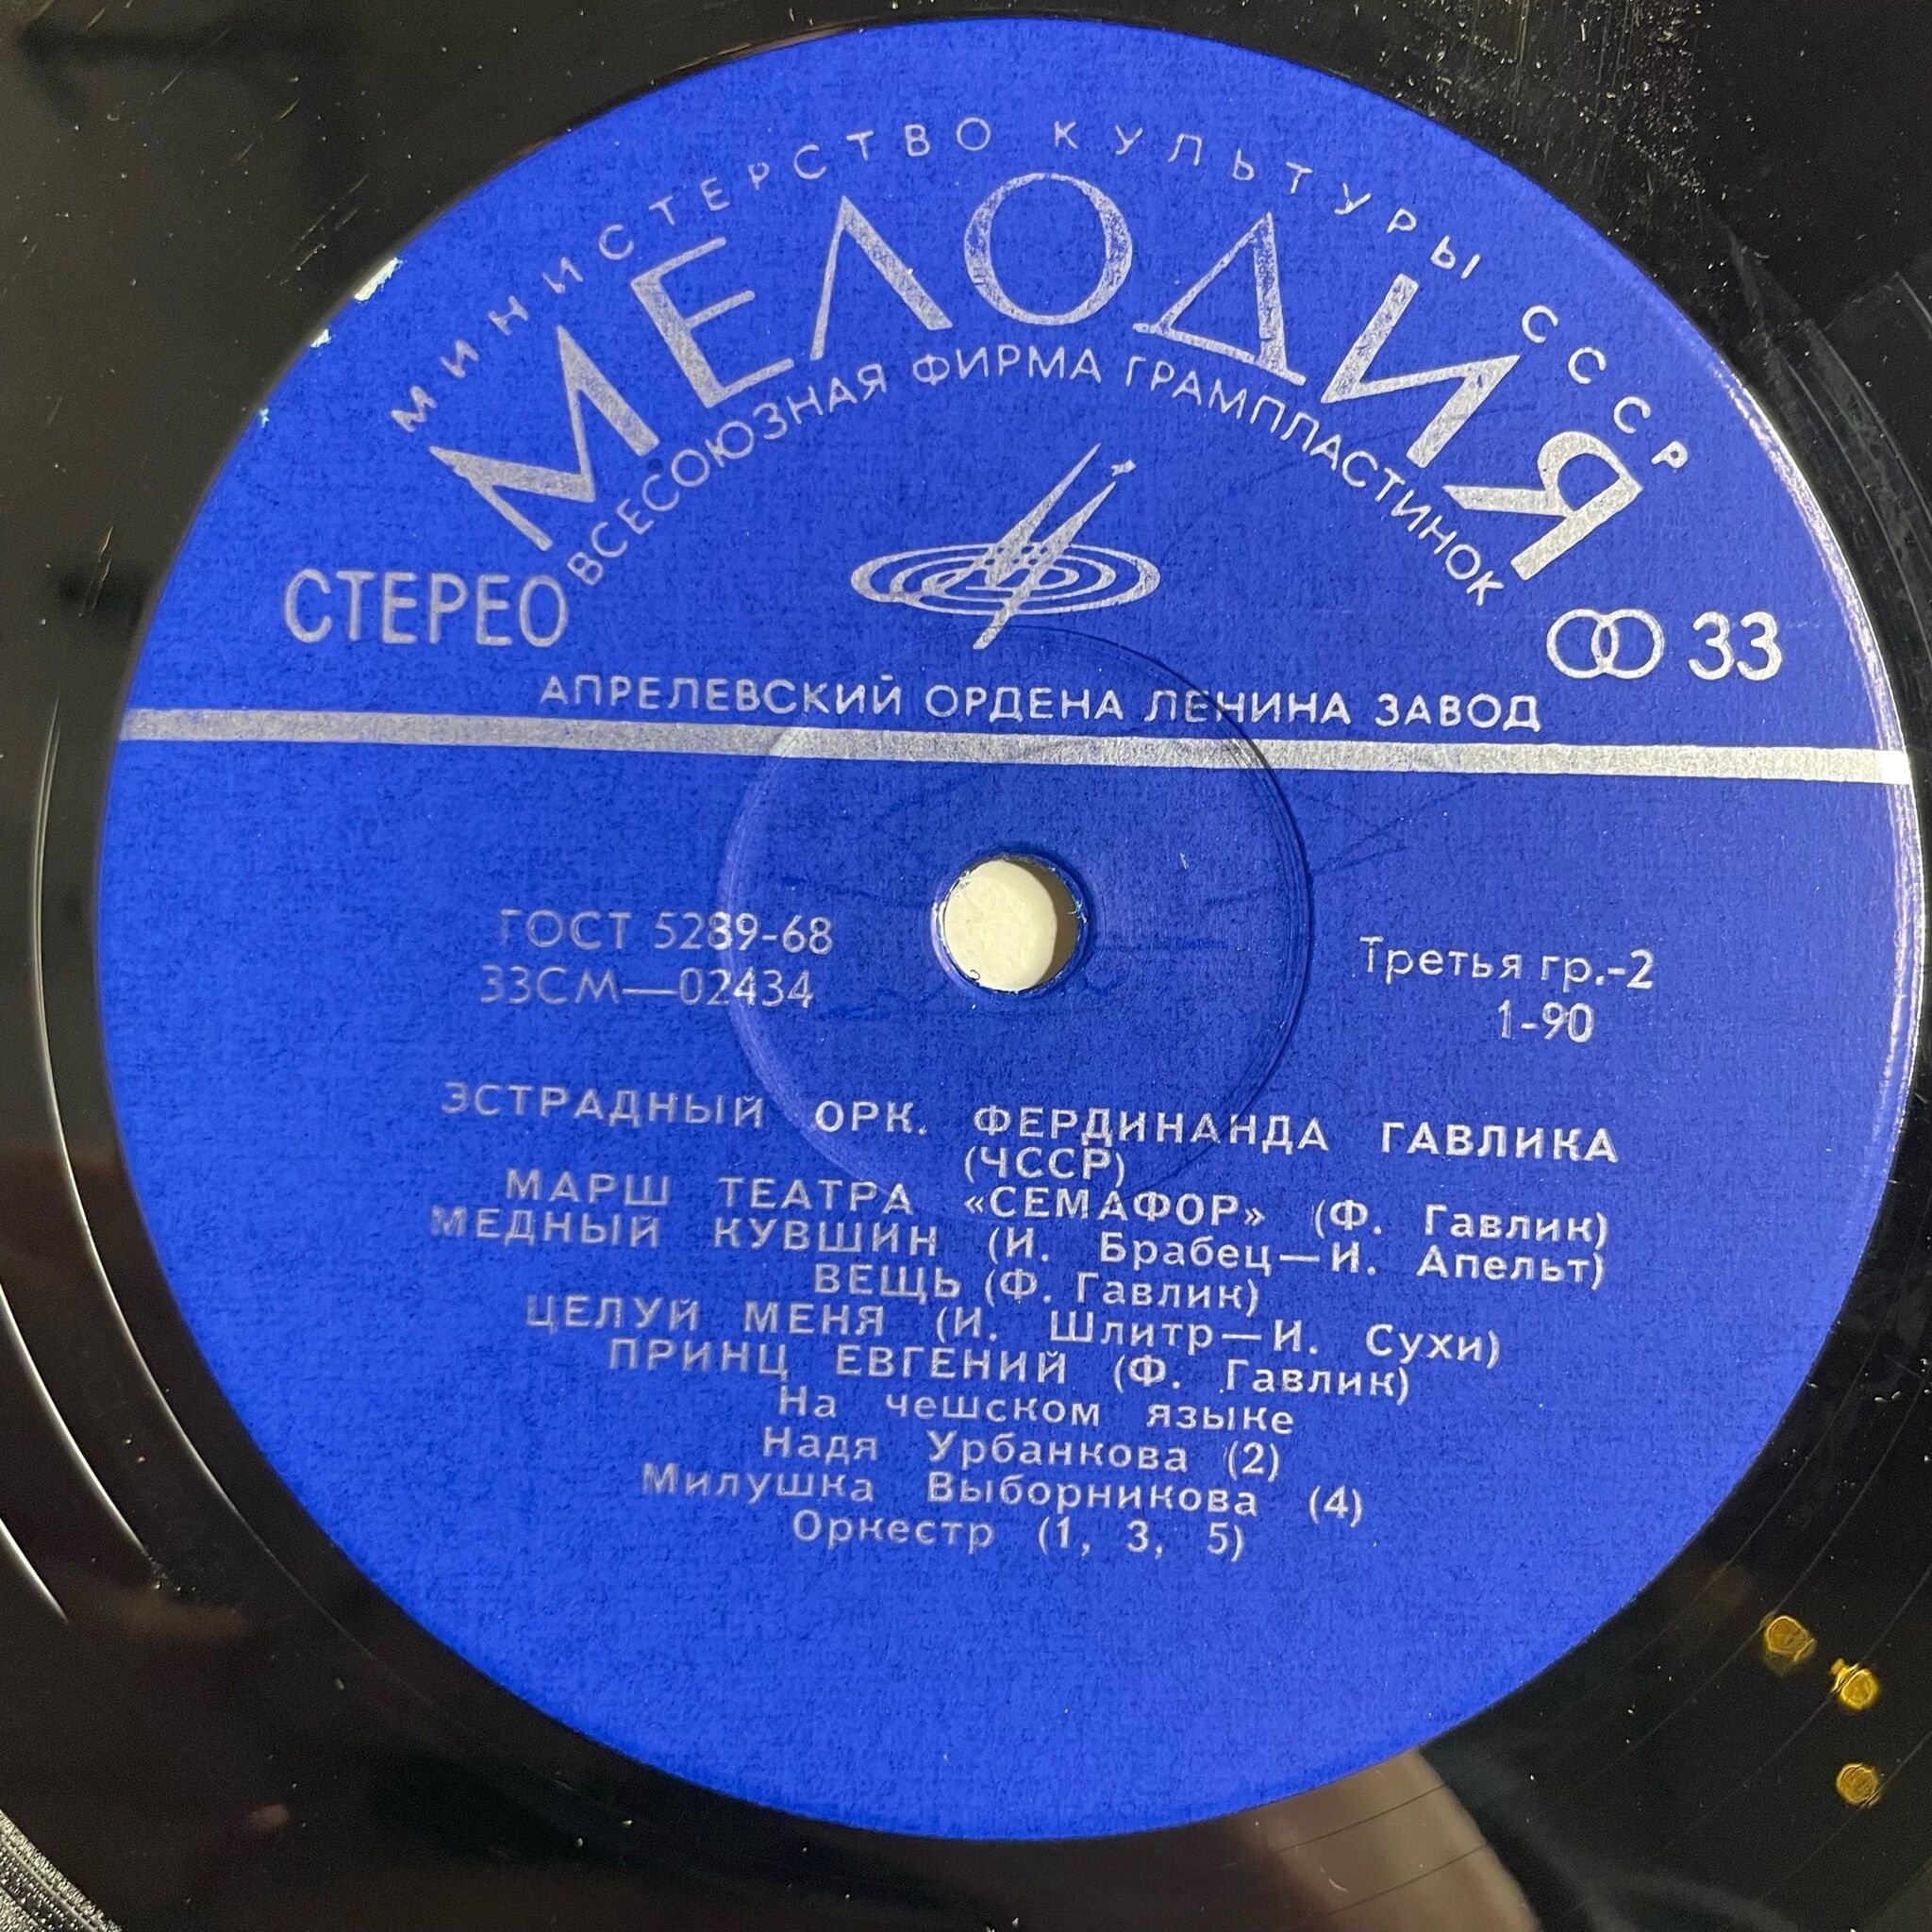 МИНИСТЕРСТВО КУЛЬТУРЫ СССР
МЕЛОДИЯ
ВСЕСОЮЗНАЯ ФИРМА ГРАМПЛАСТИНОК
СТЕРЕО
33
АПРЕЛЕВСКИЙ ОРДЕНА ЛЕНИНА ЗАВОД
ГОСТ 5289-68
33СМ—02434
Третья гр.-2
1-90
ЭСТРАДНЫЙ ОРК. ФЕРДИНАНДА ГАВЛИКА
(ЧССР)
МАРШ ТЕАТРА «СЕМАФОР» (Ф. Гавлик)
МЕДНЫЙ КУВШИН (И. Брабец—И. Апельт)
ВЕЩЬ (Ф. Гавлик)
ЦЕЛУЙ МЕНЯ (И. Шлитр—И. Сухи)
ПРИНЦ ЕВГЕНИЙ (Ф. Гавлик)
На чешском языке
Надя Урбанкова (2)
Милушка Выборникова (4)
Оркестр (1, 3, 5)